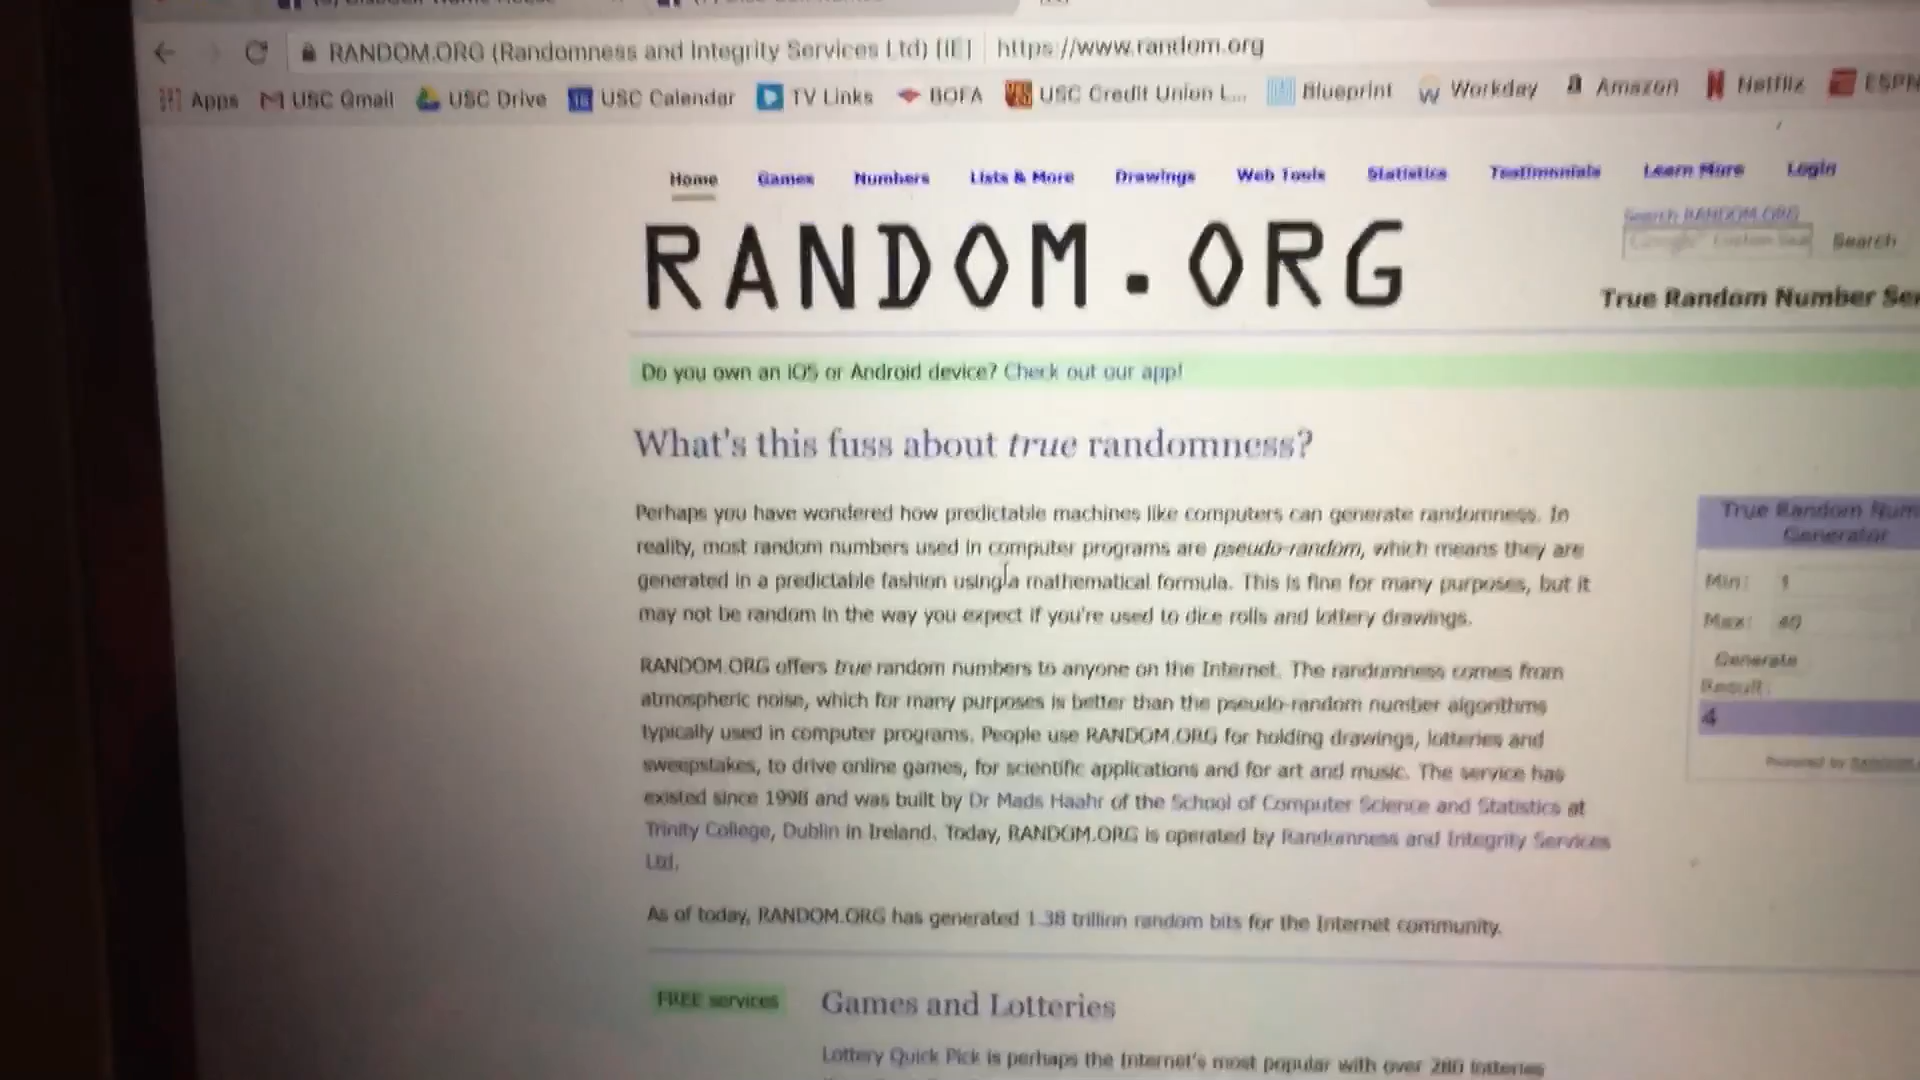 RANDOM.ORG (Randomness and Integrity Services Ltd) [IE] https://www.random.org
Apps USC Gmail USC Drive USC Calendar TV Links BOFA USC Credit Union L... Blueprint Workday Amazon Netflix ESPN
Home Games Numbers Lists & More Drawings Web Tools Statistics Testimonials Learn More Login
Search RANDOM.ORG
Search
RANDOM.ORG
True Random Number Ser
Do you own an iOS or Android device? Check out our app!
What's this fuss about true randomness?
Perhaps you have wondered how predictable machines like computers can generate randomness. In
reality, most random numbers used in computer programs are pseudo-random, which means they are
generated in a predictable fashion using a mathematical formula. This is fine for many purposes, but it
may not be random in the way you expect if you're used to dice rolls and lottery drawings.
RANDOM.ORG offers true random numbers to anyone on the Internet. The randomness comes from
atmospheric noise, which for many purposes is better than the pseudo-random number algorithms
typically used in computer programs. People use RANDOM.ORG for holding drawings, lotteries and
sweepstakes, to drive online games, for scientific applications and for art and music. The service has
existed since 1998 and was built by Dr Mads Haahr of the School of Computer Science and Statistics at
Trinity College, Dublin in Ireland. Today, RANDOM.ORG is operated by Randomness and Integrity Services
Ltd.
As of today, RANDOM.ORG has generated 1.38 trillion random bits for the Internet community.
True Random Num
Generator
Min: 1
Max: 40
Generate
Result:
4
Powered by
FREE services
Games and Lotteries
Lottery Quick Pick is perhaps the Internet's most popular with over 280 lotteries